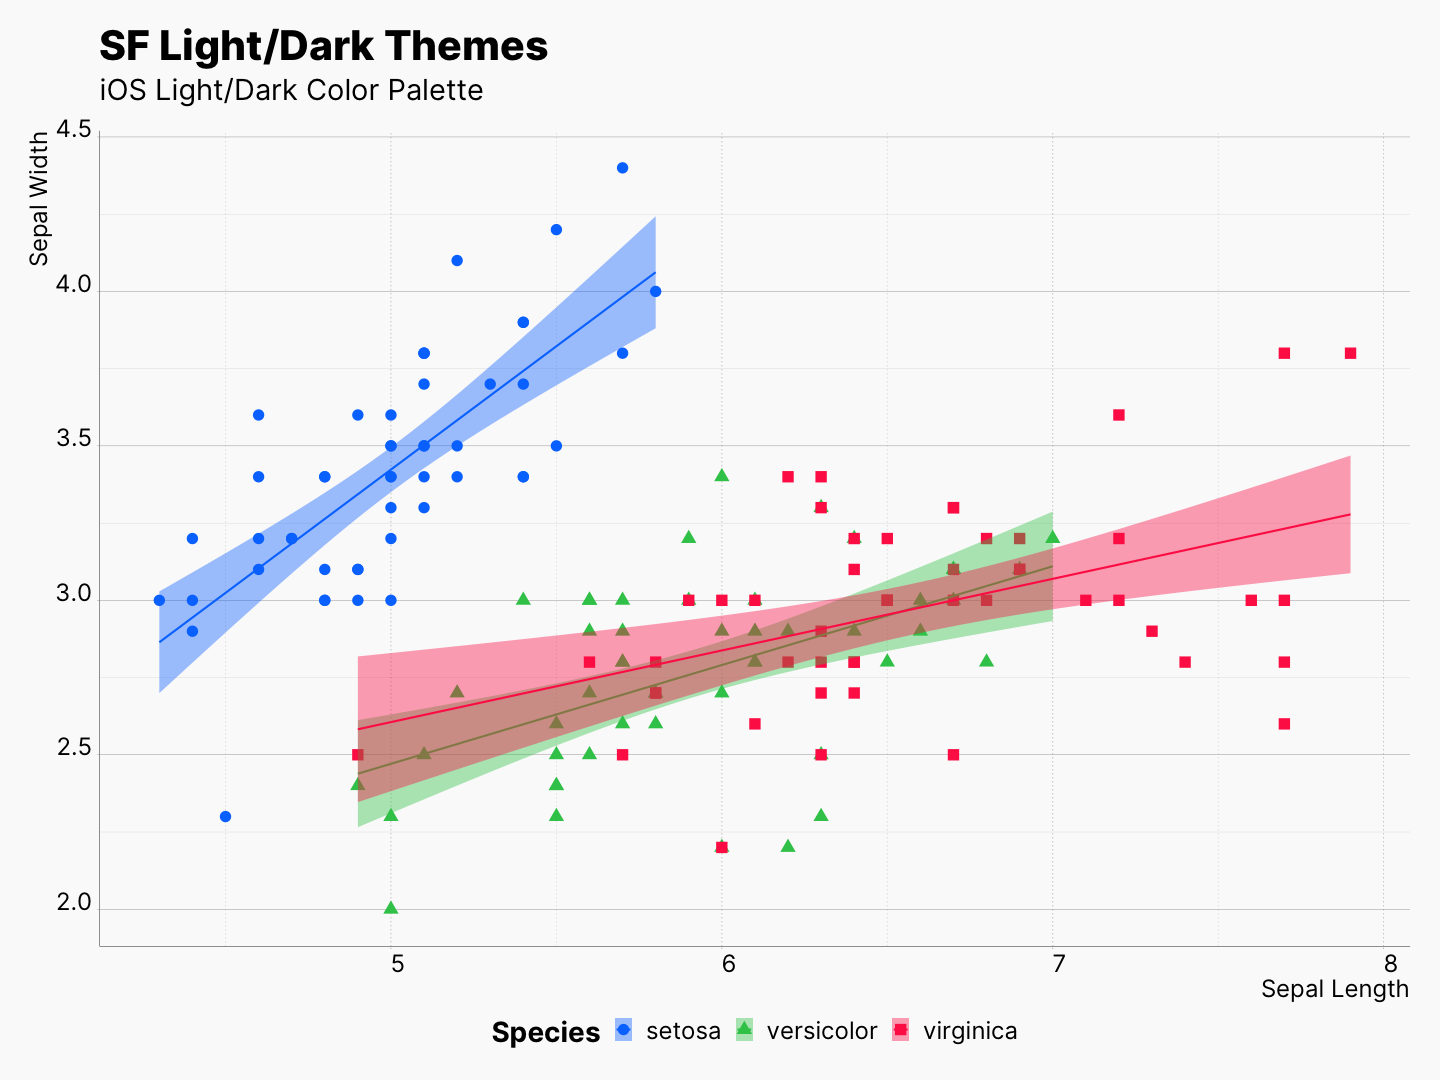 SF Light/Dark Themes
iOS Light/Dark Color Palette
Sepal Width
4.5
4.0
3.5
3.0
2.5
2.0
5 6 7 8
Sepal Length
Species setosa versicolor virginica